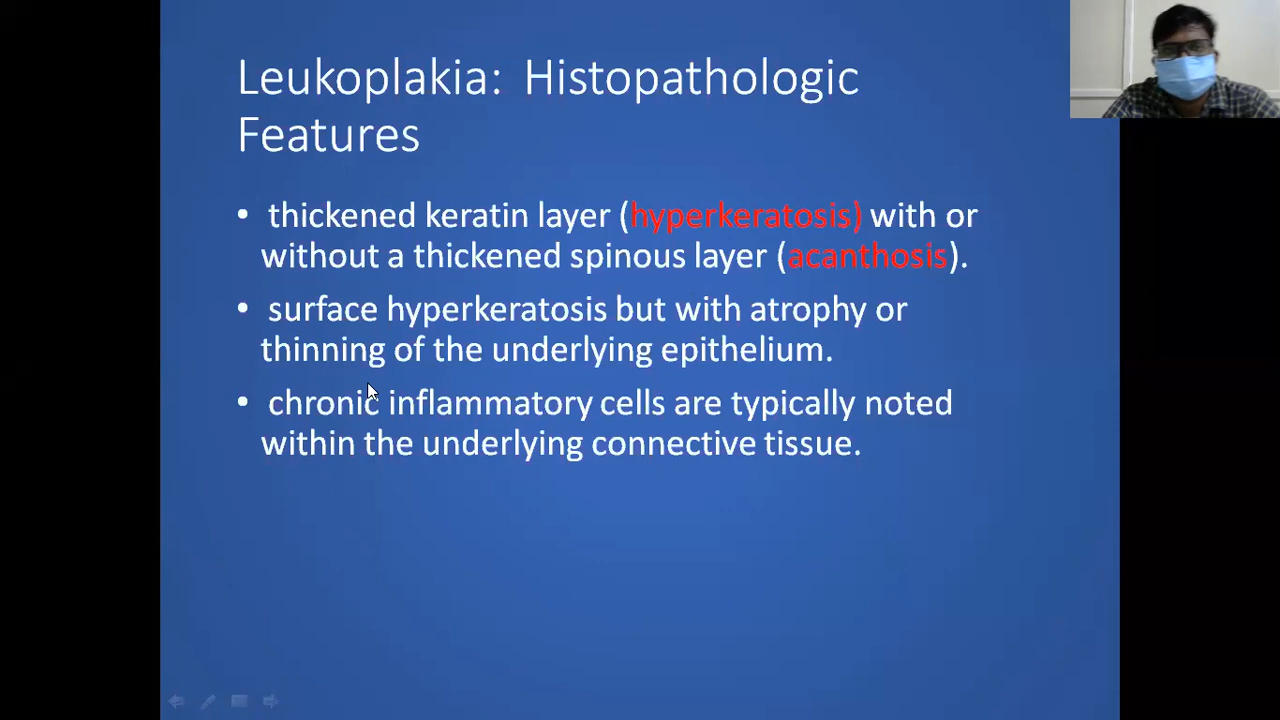 Leukoplakia: Histopathologic
Features
• thickened keratin layer (hyperkeratosis) with or
without a thickened spinous layer (acanthosis).
• surface hyperkeratosis but with atrophy or
thinning of the underlying epithelium.
• chronic inflammatory cells are typically noted
within the underlying connective tissue.